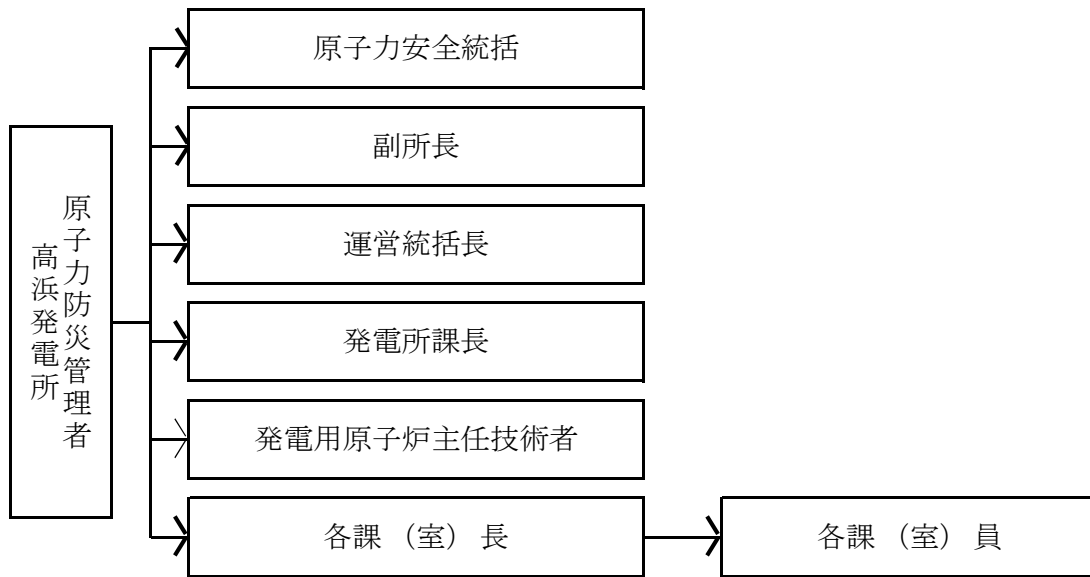 原子力防災管理者
高浜発電所
原子力安全統括
副所長
運営統括長
発電所課長
発電用原子炉主任技術者
各課（室）長
各課（室）員